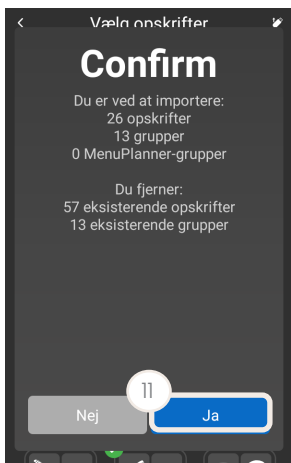 Vælg opskrifter
Confirm
Du er ved at importere:
26 opskrifter
13 grupper
0 MenuPlanner-grupper
Du fjerner:
57 eksisterende opskrifter
13 eksisterende grupper
11
Nej
Ja